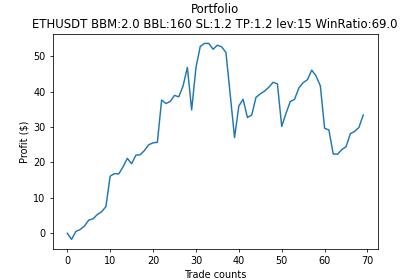 Portfolio
ETHUSDT BBM:2.0 BBL:160 SL:1.2 TP:1.2 lev:15 WinRatio:69.0
Profit ($)
50
40
30
20
10
0
0 10 20 30 40 50 60 70
Trade counts